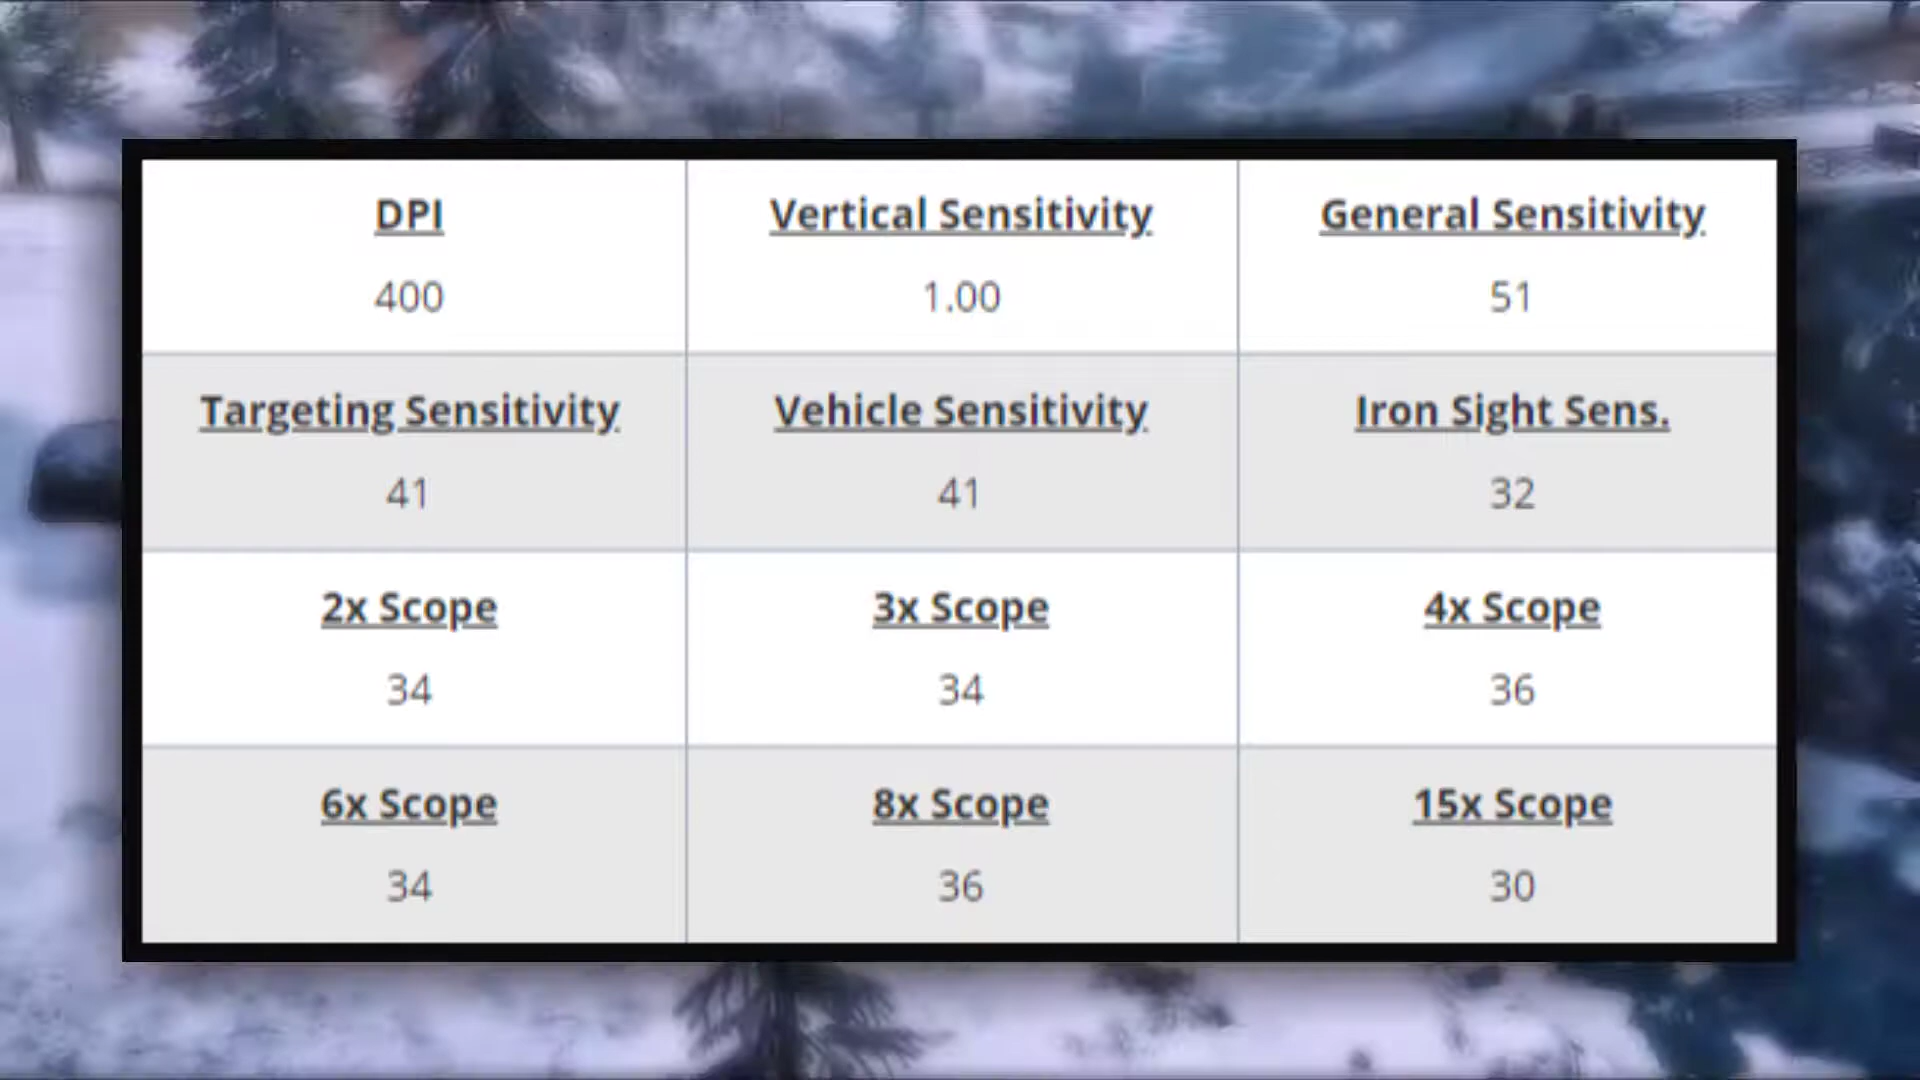 DPI
Vertical Sensitivity
General Sensitivity
400
1.00
51
Targeting Sensitivity
Vehicle Sensitivity
Iron Sight Sens.
41
41
32
2x Scope
3x Scope
4x Scope
34
34
36
6x Scope
8x Scope
15x Scope
34
36
30